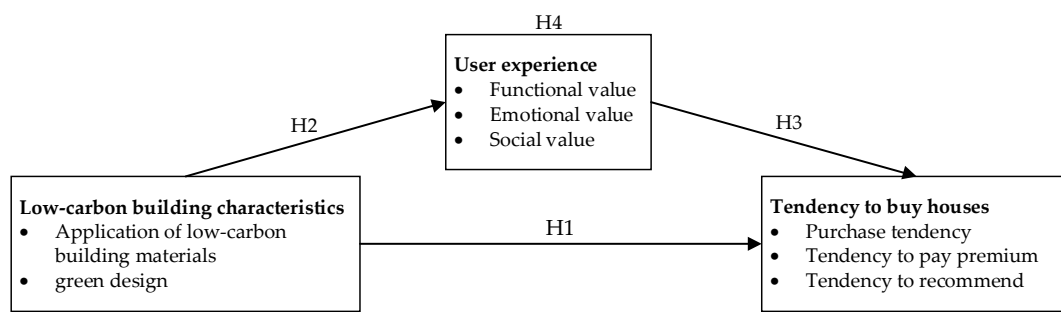 H4
User experience
• Functional value
• Emotional value
• Social value
H2
H3
Low-carbon building characteristics
• Application of low-carbon
building materials
• green design
H1
Tendency to buy houses
• Purchase tendency
• Tendency to pay premium
• Tendency to recommend